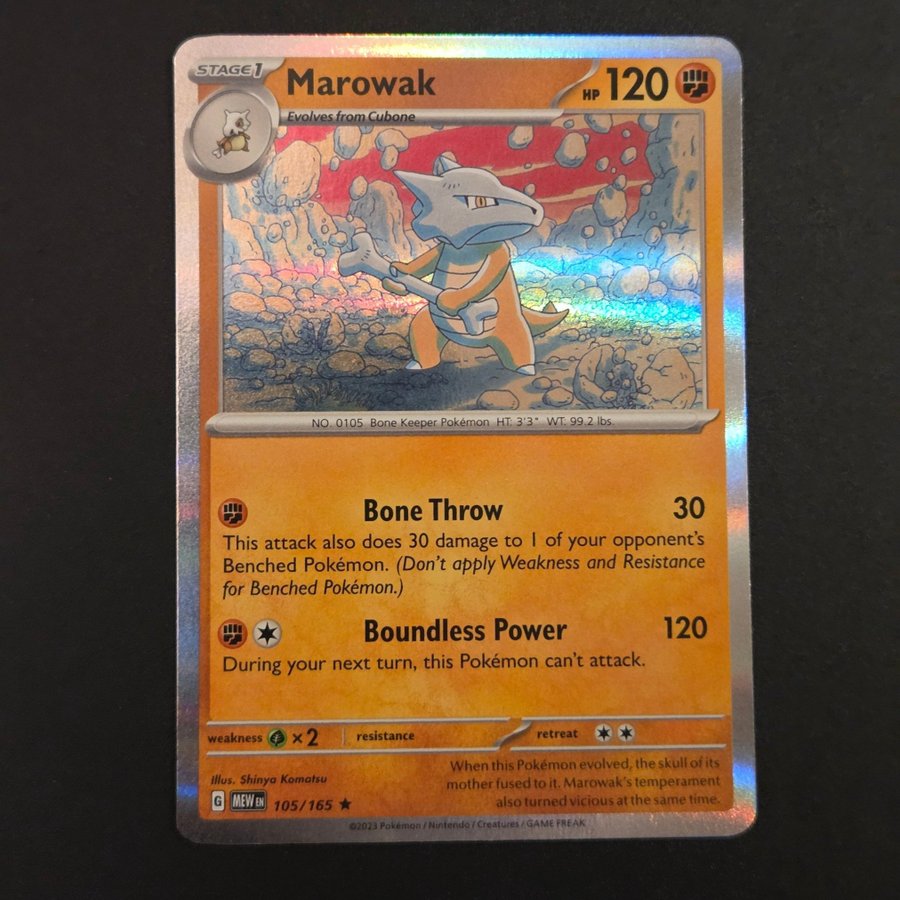 STAGE1
Marowak
HP 120
Evolves from Cubone
NO. 0105 Bone Keeper Pokémon HT: 3'3" WT: 99.2 lbs.
Bone Throw 30
This attack also does 30 damage to 1 of your opponent's
Benched Pokémon. (Don't apply Weakness and Resistance
for Benched Pokémon.)
Boundless Power 120
During your next turn, this Pokémon can't attack.
weakness ×2 resistance retreat
When this Pokémon evolved, the skull of its
mother fused to it. Marowak's temperament
also turned vicious at the same time.
Illus. Shinya Komatsu
G MEW EN 105/165 ★
©2023 Pokémon / Nintendo / Creatures / GAME FREAK